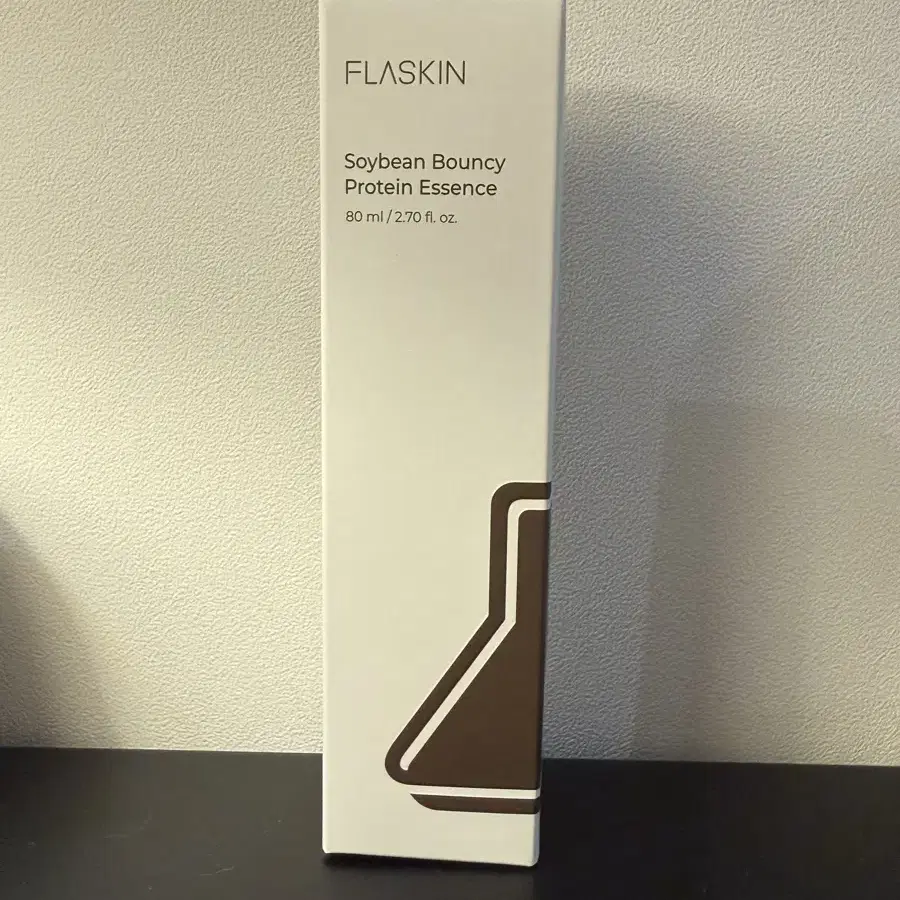 FLASKIN
Soybean Bouncy
Protein Essence
80 ml / 2.70 fl. oz.